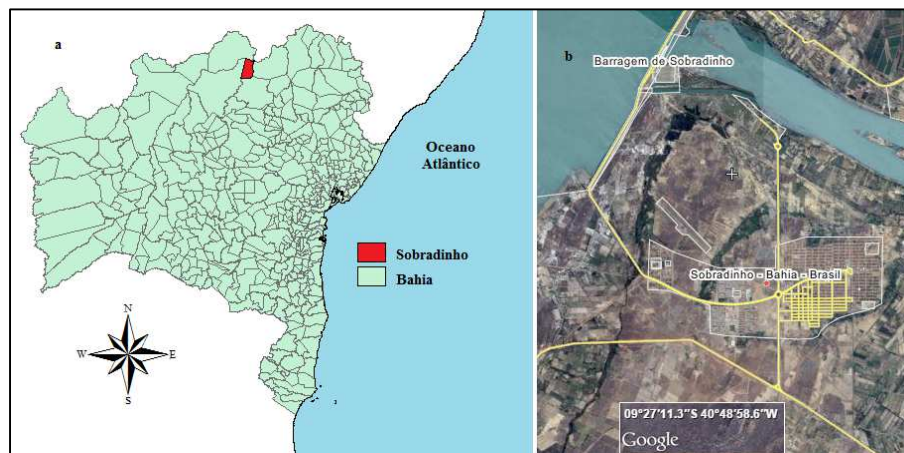 a
Oceano
Atlântico
Sobradinho
Bahia
N
W
E
S
b
Barragem de Sobradinho
Sobradinho - Bahia - Brasil
09°27'11.3"S 40°48'58.6"W
Google